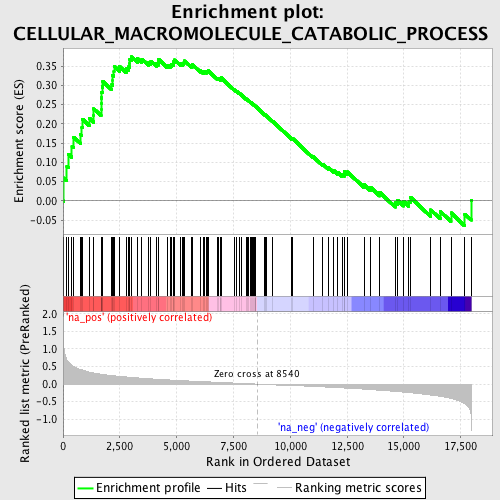 Enrichment plot:
CELLULAR_MACROMOLECULE_CATABOLIC_PROCESS
Enrichment score (ES)
0.35
0.30
0.25
0.20
0.15
0.10
0.05
0.00
-0.05
'na_pos' (positively correlated)
Ranked list metric (PreRanked)
2.0
1.5
1.0
0.5
0.0
-0.5
-1.0
Zero cross at 8540
'na_neg' (negatively correlated)
0 2,500 5,000 7,500 10,000 12,500 15,000 17,500
Rank in Ordered Dataset
Enrichment profile Hits Ranking metric scores